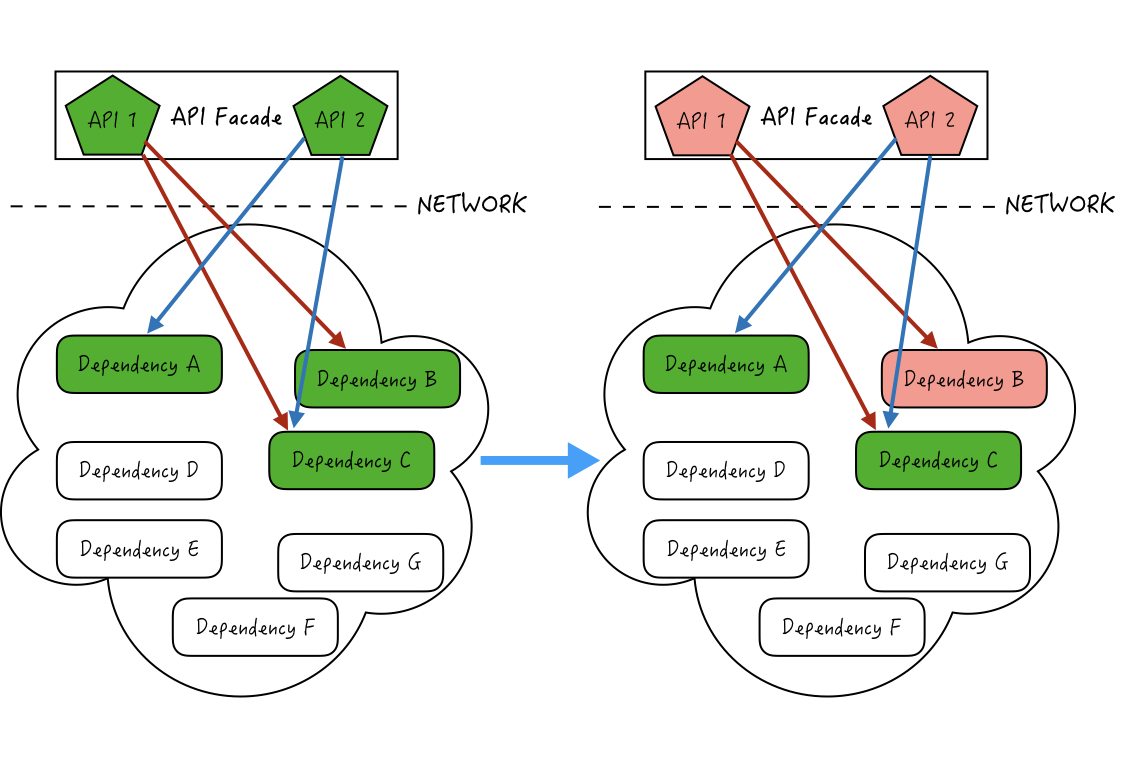 API 1
API Facade
API 2
NETWORK
Dependency A
Dependency B
Dependency C
Dependency D
Dependency E
Dependency G
Dependency F
API 1
API Facade
API 2
NETWORK
Dependency A
Dependency B
Dependency C
Dependency D
Dependency E
Dependency G
Dependency F